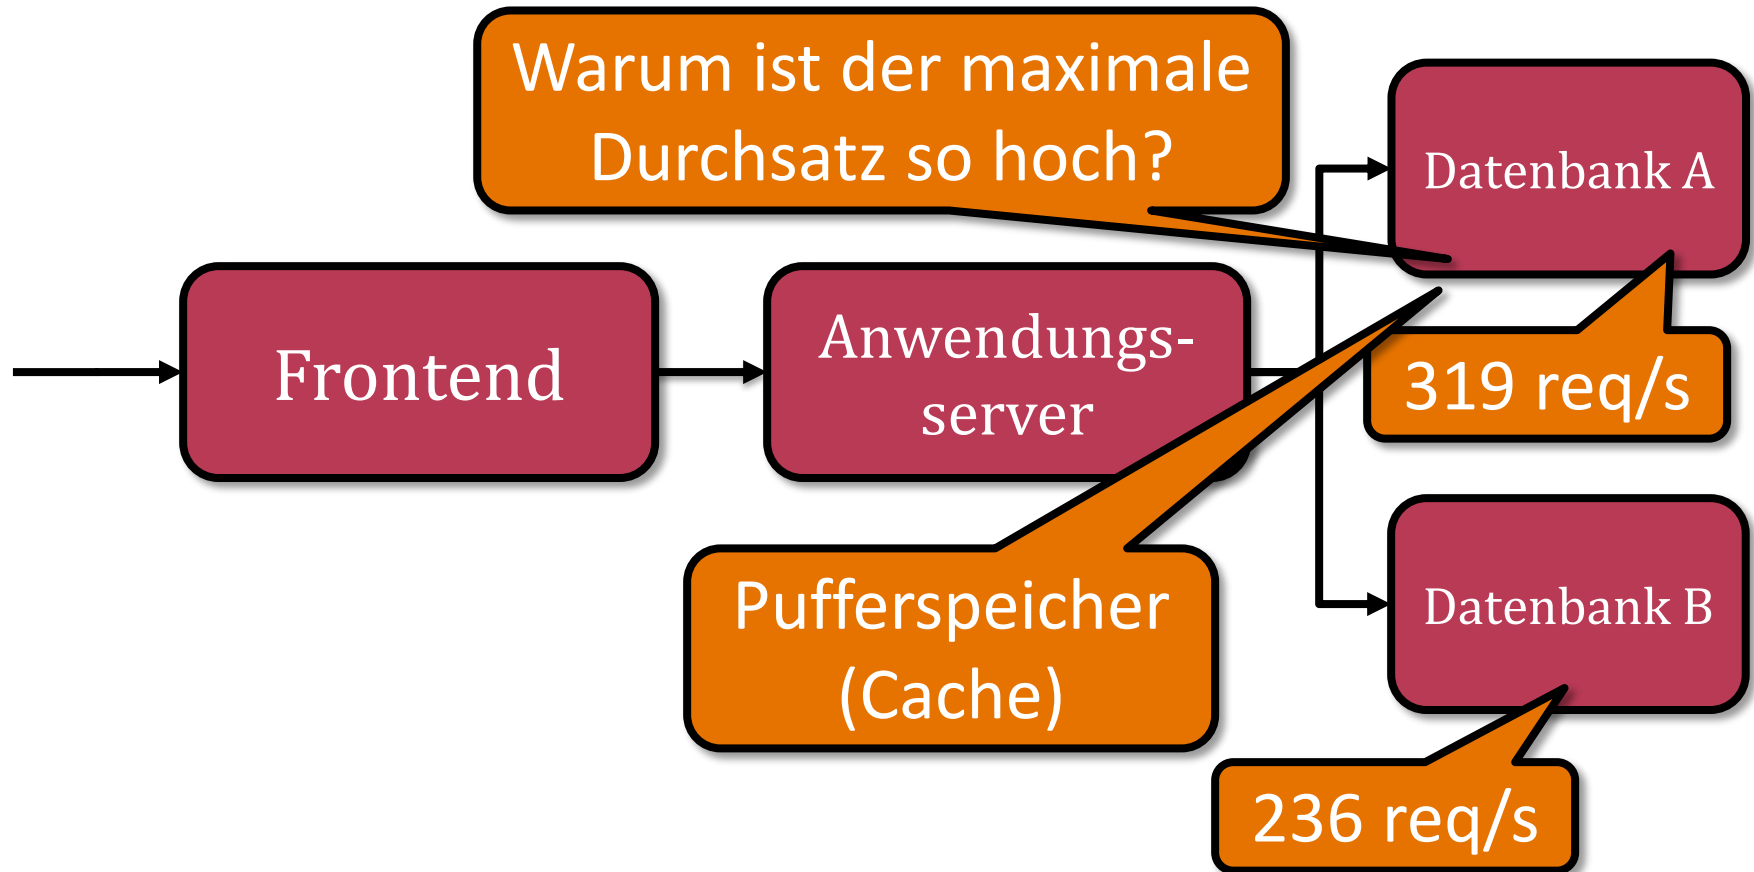 Warum ist der maximale
Durchsatz so hoch?
Datenbank A
Frontend
Anwendungs-
server
319 req/s
Pufferspeicher
(Cache)
Datenbank B
236 req/s